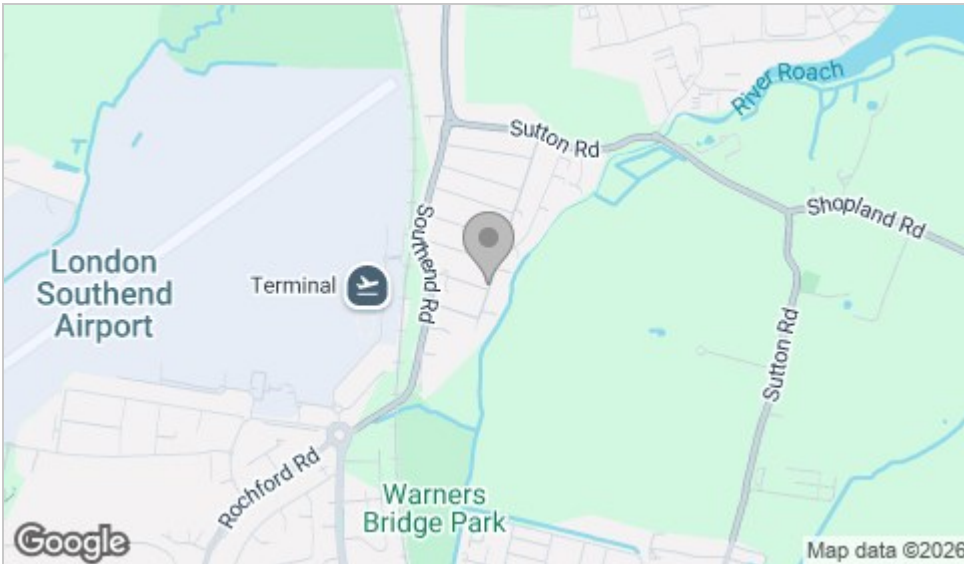 River Roach
Sutton Rd
Shopland Rd
Southend Rd
London
Southend
Airport
Terminal
Sutton Rd
Rochford Rd
Warners
Bridge Park
Google
Map data ©2026